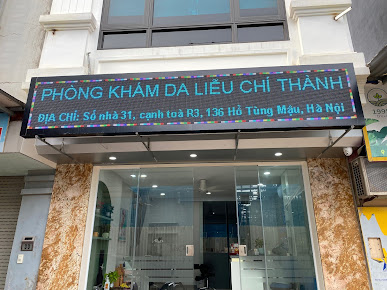 PHÒNG KHÁM DA LIỄU CHÍ THÀNH
ĐỊA CHỈ: Số nhà 31, cạnh toà R3, 136 Hồ Tùng Mậu, Hà Nội